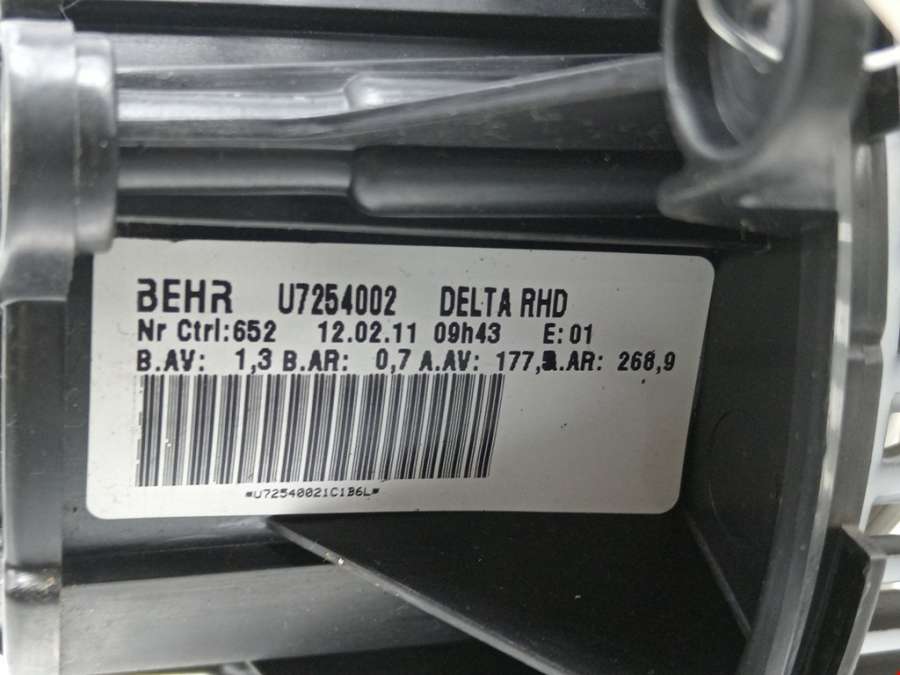 BEHR U7254002 DELTA RHD
Nr Ctrl:652 12.02.11 09h43 E: 01
B.AV: 1,3 B.AR: 0,7 A.AV: 177, .AR: 268,9
*U72540021C1B6L*